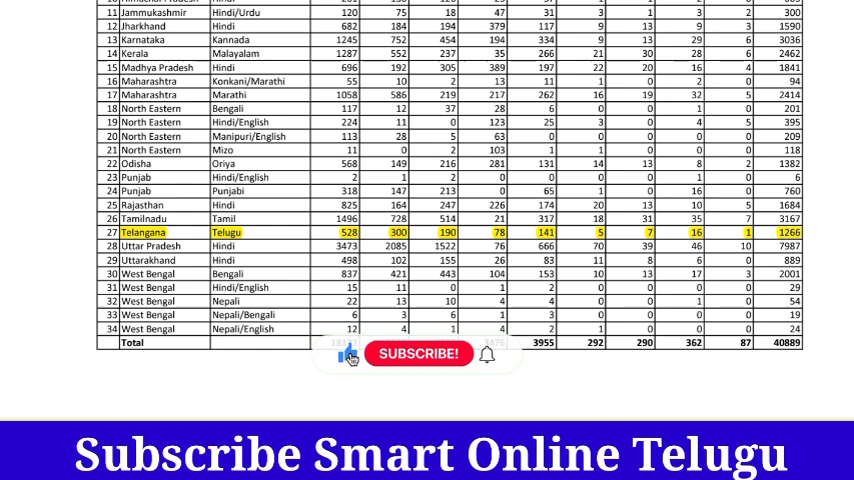 11 Jammukashmir Hindi/Urdu 120 75 18 47 31 3 1 3 2 300
12 Jharkhand Hindi 682 184 194 379 117 9 13 9 3 1590
13 Karnataka Kannada 1245 752 454 194 334 9 13 29 6 3036
14 Kerala Malayalam 1287 552 237 35 266 21 30 28 6 2462
15 Madhya Pradesh Hindi 696 192 305 389 197 22 20 16 4 1841
16 Maharashtra Konkani/Marathi 55 10 2 13 11 1 0 2 0 94
17 Maharashtra Marathi 1058 586 219 217 262 16 19 32 5 2414
18 North Eastern Bengali 117 12 37 28 6 0 0 1 0 201
19 North Eastern Hindi/English 224 11 0 123 25 3 0 4 5 395
20 North Eastern Manipuri/English 113 28 5 63 0 0 0 0 0 209
21 North Eastern Mizo 11 0 2 103 1 1 0 0 0 118
22 Odisha Oriya 568 149 216 281 131 14 13 8 2 1382
23 Punjab Hindi/English 2 1 2 0 0 0 0 1 0 6
24 Punjab Punjabi 318 147 213 0 65 1 0 16 0 760
25 Rajasthan Hindi 825 164 247 226 174 20 13 10 5 1684
26 Tamilnadu Tamil 1496 728 514 21 317 18 31 35 7 3167
27 Telangana Telugu 528 300 190 78 141 5 7 16 1 1266
28 Uttar Pradesh Hindi 3473 2085 1522 76 666 70 39 46 10 7987
29 Uttarakhand Hindi 498 102 155 26 83 11 8 6 0 889
30 West Bengal Bengali 837 421 443 104 153 10 13 17 3 2001
31 West Bengal Hindi/English 15 11 0 1 2 0 0 0 0 29
32 West Bengal Nepali 22 13 10 4 4 0 0 1 0 54
33 West Bengal Nepali/Bengali 6 3 6 1 3 0 0 0 0 19
34 West Bengal Nepali/English 12 4 1 4 2 1 0 0 0 24
Total 3476 3955 292 290 362 87 40889
SUBSCRIBE!
Subscribe Smart Online Telugu